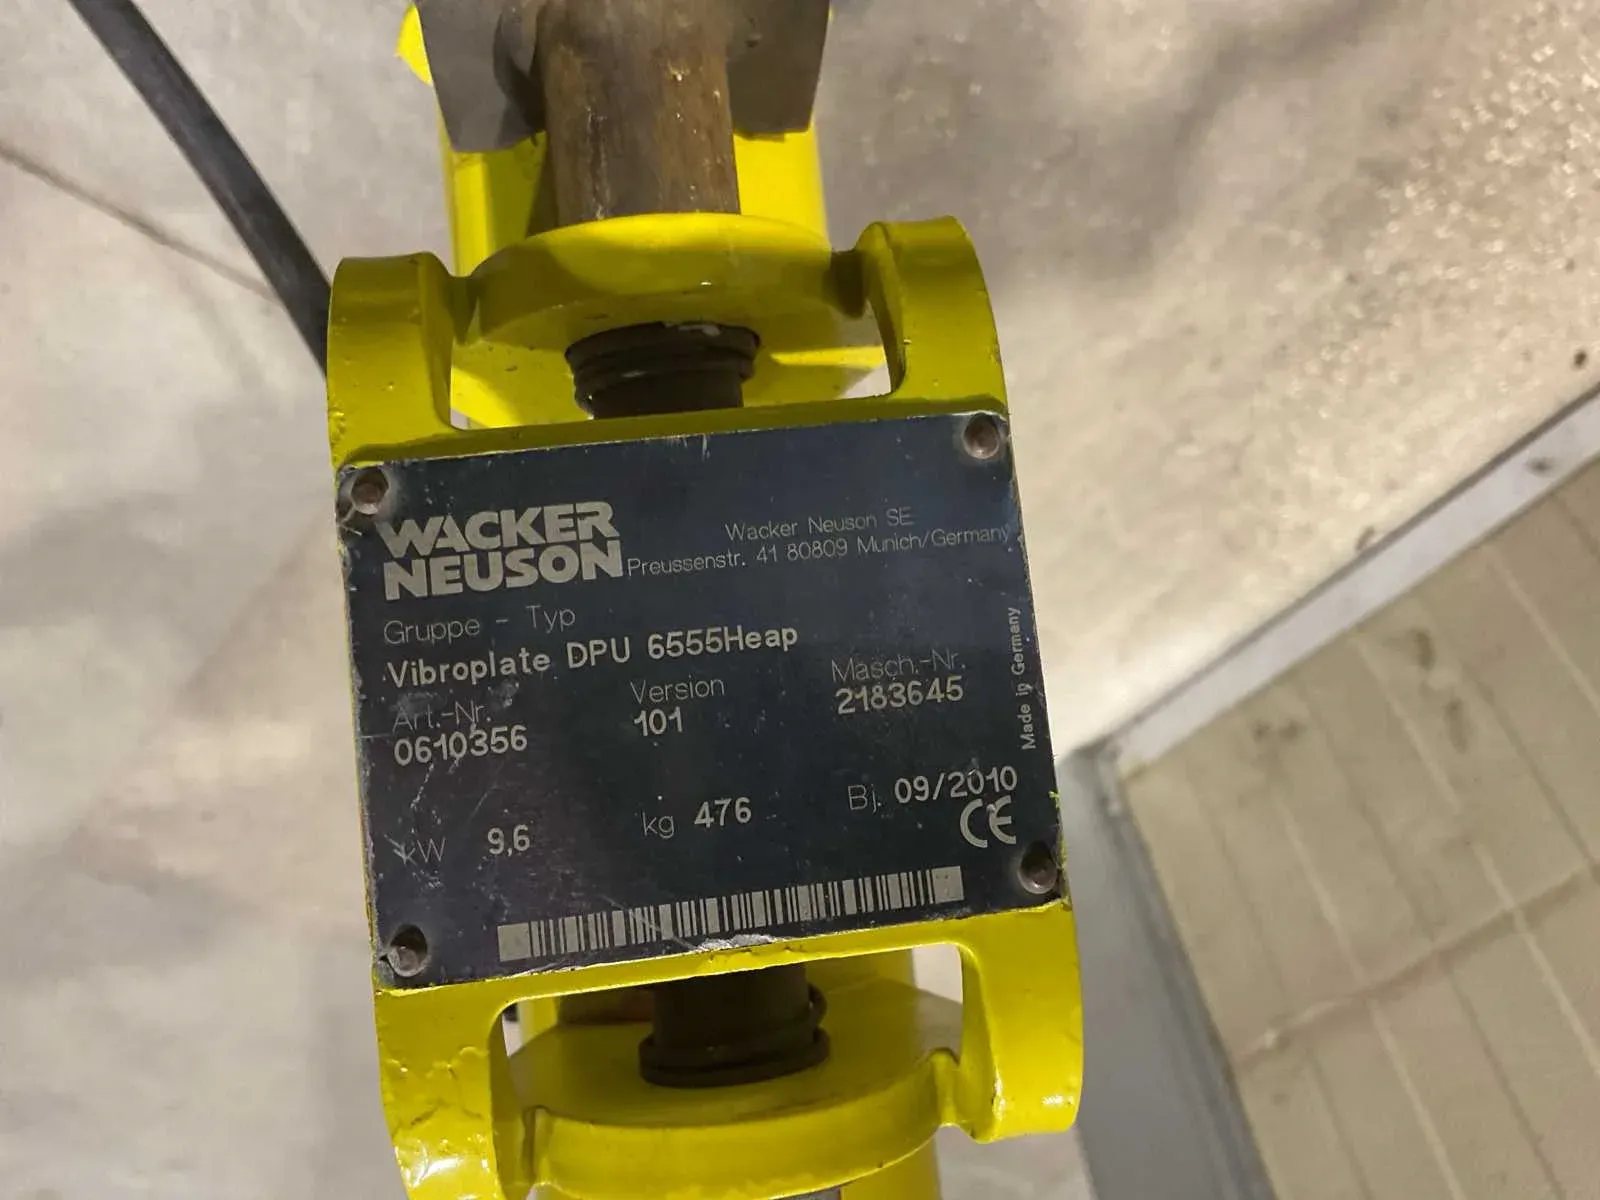 WACKER
NEUSON
Wacker Neuson SE
Preussenstr. 41 80809 Munich/Germany
Gruppe - Typ
Vibroplate DPU 6555Heap
Art.-Nr. Version Masch.-Nr.
0610356 101 2183645
kW 9,6 kg 476 Bj. 09/2010
CE
Made in Germany